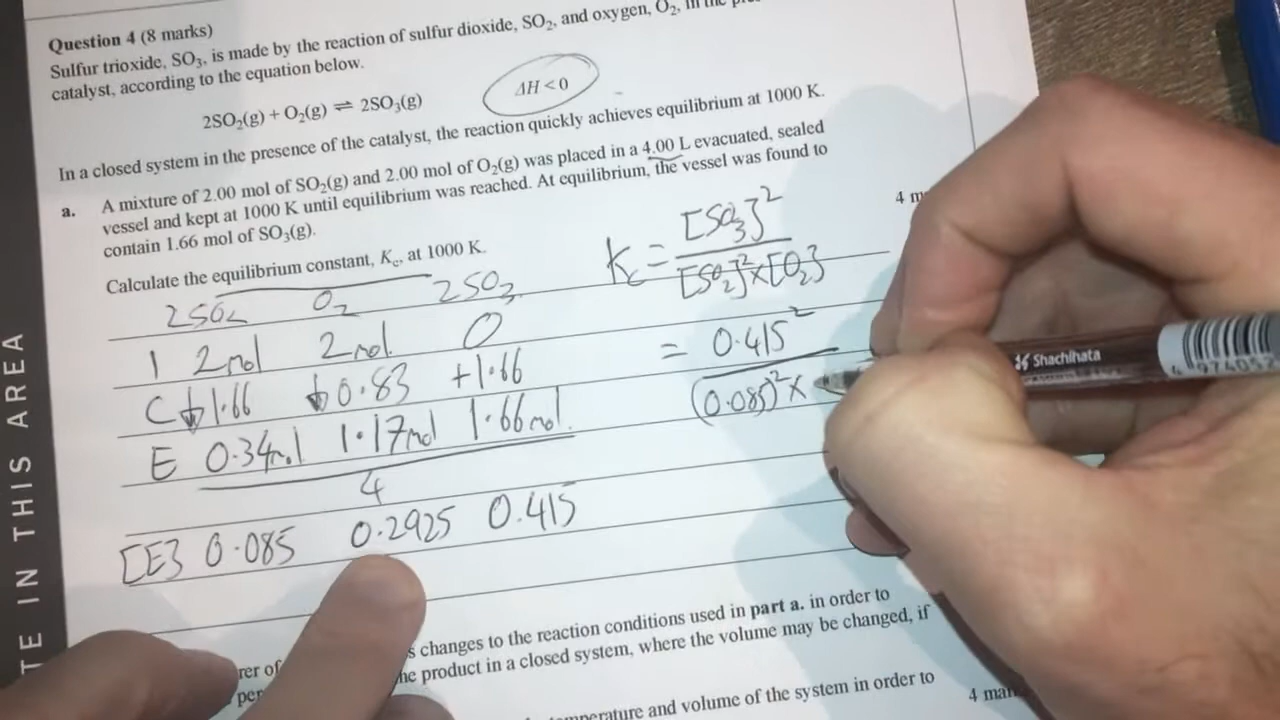 Question 4 (8 marks)
Sulfur trioxide, SO₃, is made by the reaction of sulfur dioxide, SO₂, and oxygen, O₂, in the
catalyst, according to the equation below.
2SO₂(g) + O₂(g) ⇌ 2SO₃(g) ΔH < 0
In a closed system in the presence of the catalyst, the reaction quickly achieves equilibrium at 1000 K.
a. A mixture of 2.00 mol of SO₂(g) and 2.00 mol of O₂(g) was placed in a 4.00 L evacuated, sealed
vessel and kept at 1000 K until equilibrium was reached. At equilibrium, the vessel was found to
contain 1.66 mol of SO₃(g). 4
Calculate the equilibrium constant, Kc, at 1000 K.
Kc = [SO₃]²
[SO₂]² × [O₂]
2SO₂ O₂ 2SO₃
I 2mol 2mol 0
C ↓1.66 ↓0.83 +1.66
E 0.34mol 1.17mol 1.66mol.
4
[E] 0.085 0.2925 0.415
= 0.415²
(0.085)² ×
Shachihata
TE IN THIS AREA
s changes to the reaction conditions used in part a. in order to
he product in a closed system, where the volume may be changed, if
temperature and volume of the system in order to
4